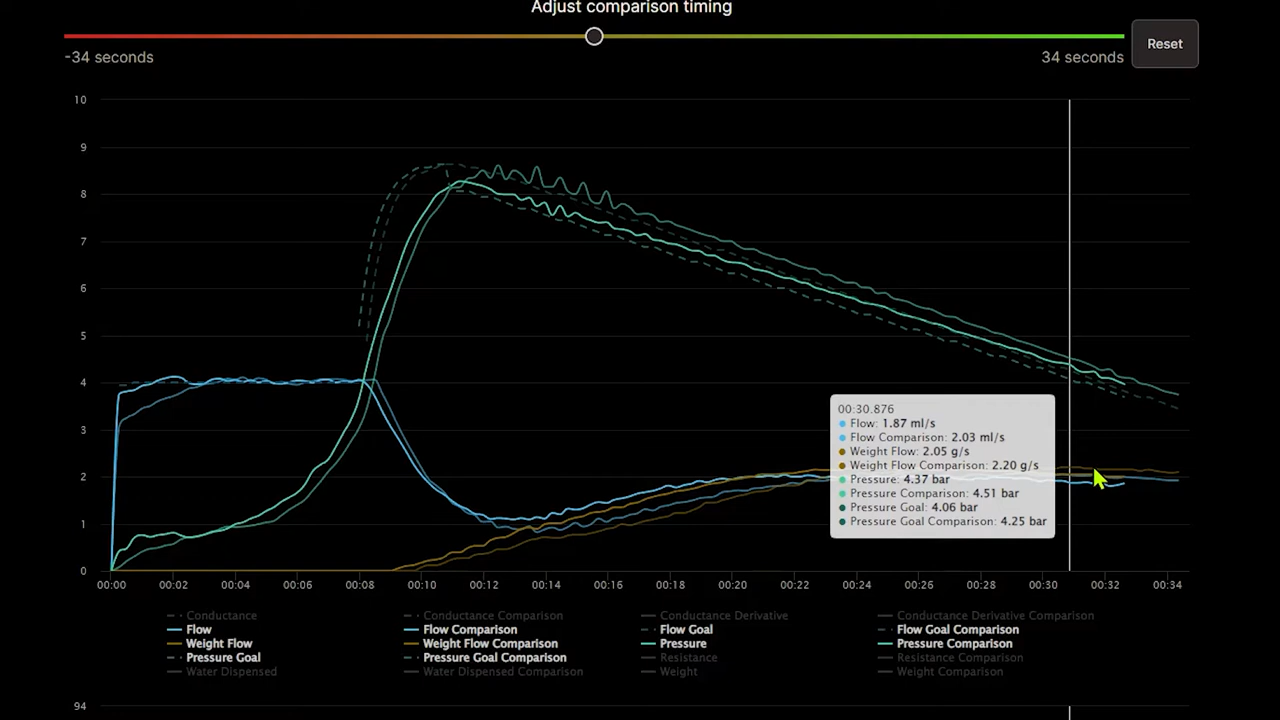 Adjust comparison timing
-34 seconds
34 seconds
Reset
10
9
8
7
6
5
4
3
2
1
0
00:30.876
Flow: 1.87 ml/s
Flow Comparison: 2.03 ml/s
Weight Flow: 2.05 g/s
Weight Flow Comparison: 2.20 g/s
Pressure: 4.37 bar
Pressure Comparison: 4.51 bar
Pressure Goal: 4.06 bar
Pressure Goal Comparison: 4.25 bar
00:00 00:02 00:04 00:06 00:08 00:10 00:12 00:14 00:16 00:18 00:20 00:22 00:24 00:26 00:28 00:30 00:32 00:34
Conductance Conductance Comparison Conductance Derivative Conductance Derivative Comparison
Flow Flow Comparison Flow Goal Flow Goal Comparison
Weight Flow Weight Flow Comparison Pressure Pressure Comparison
Pressure Goal Pressure Goal Comparison Resistance Resistance Comparison
Water Dispensed Water Dispensed Comparison Weight Weight Comparison
94